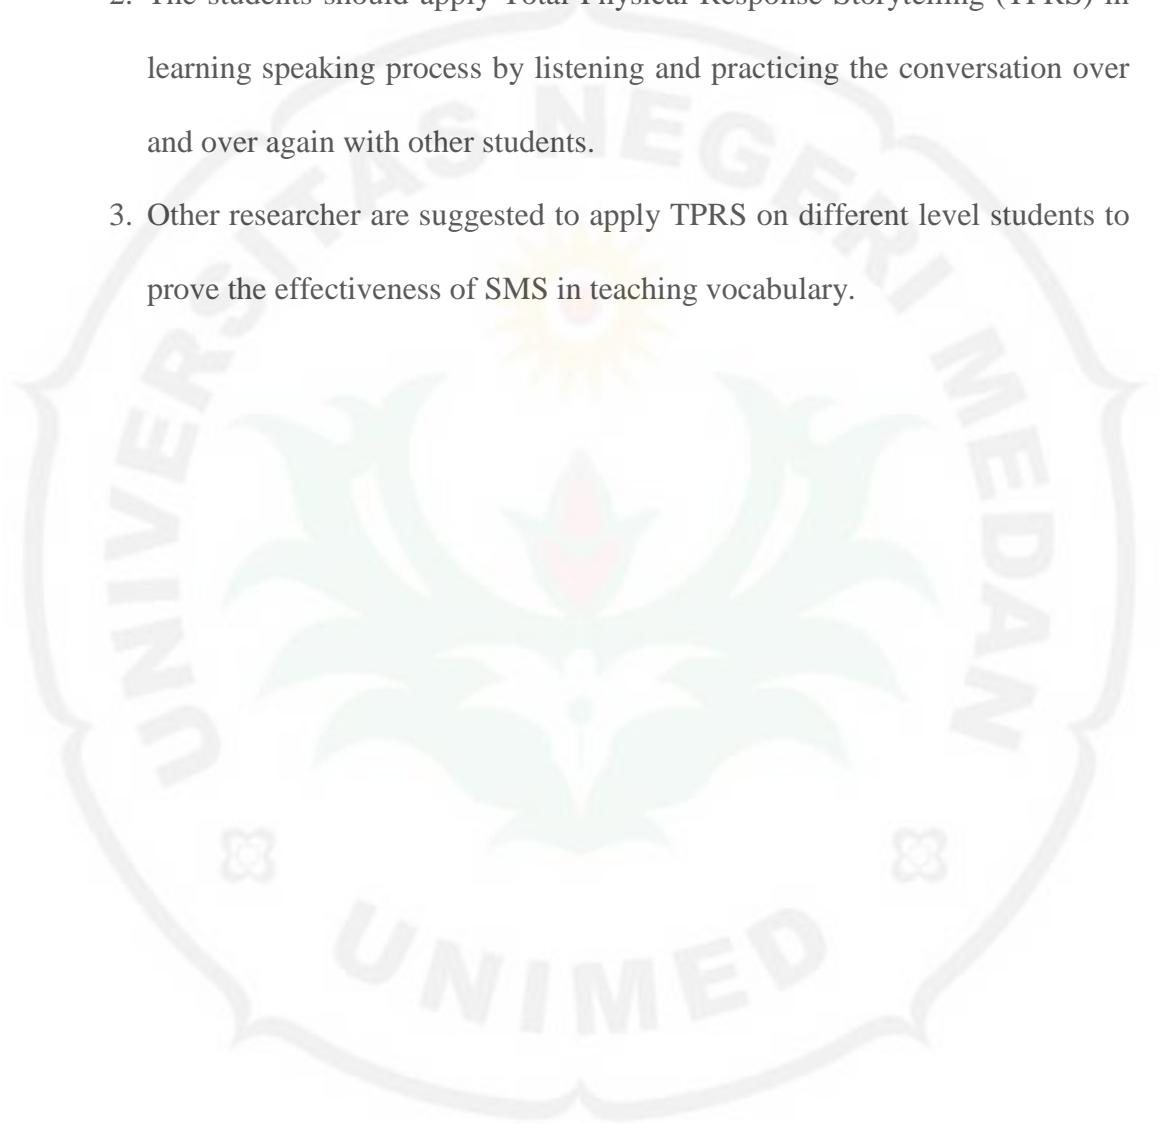 2. The students should apply Total Physical Response Storytelling (TPRS) in
learning speaking process by listening and practicing the conversation over
and over again with other students.
3. Other researcher are suggested to apply TPRS on different level students to
prove the effectiveness of SMS in teaching vocabulary.
UNIVERSITAS NEGERI MEDAN
UNIMED